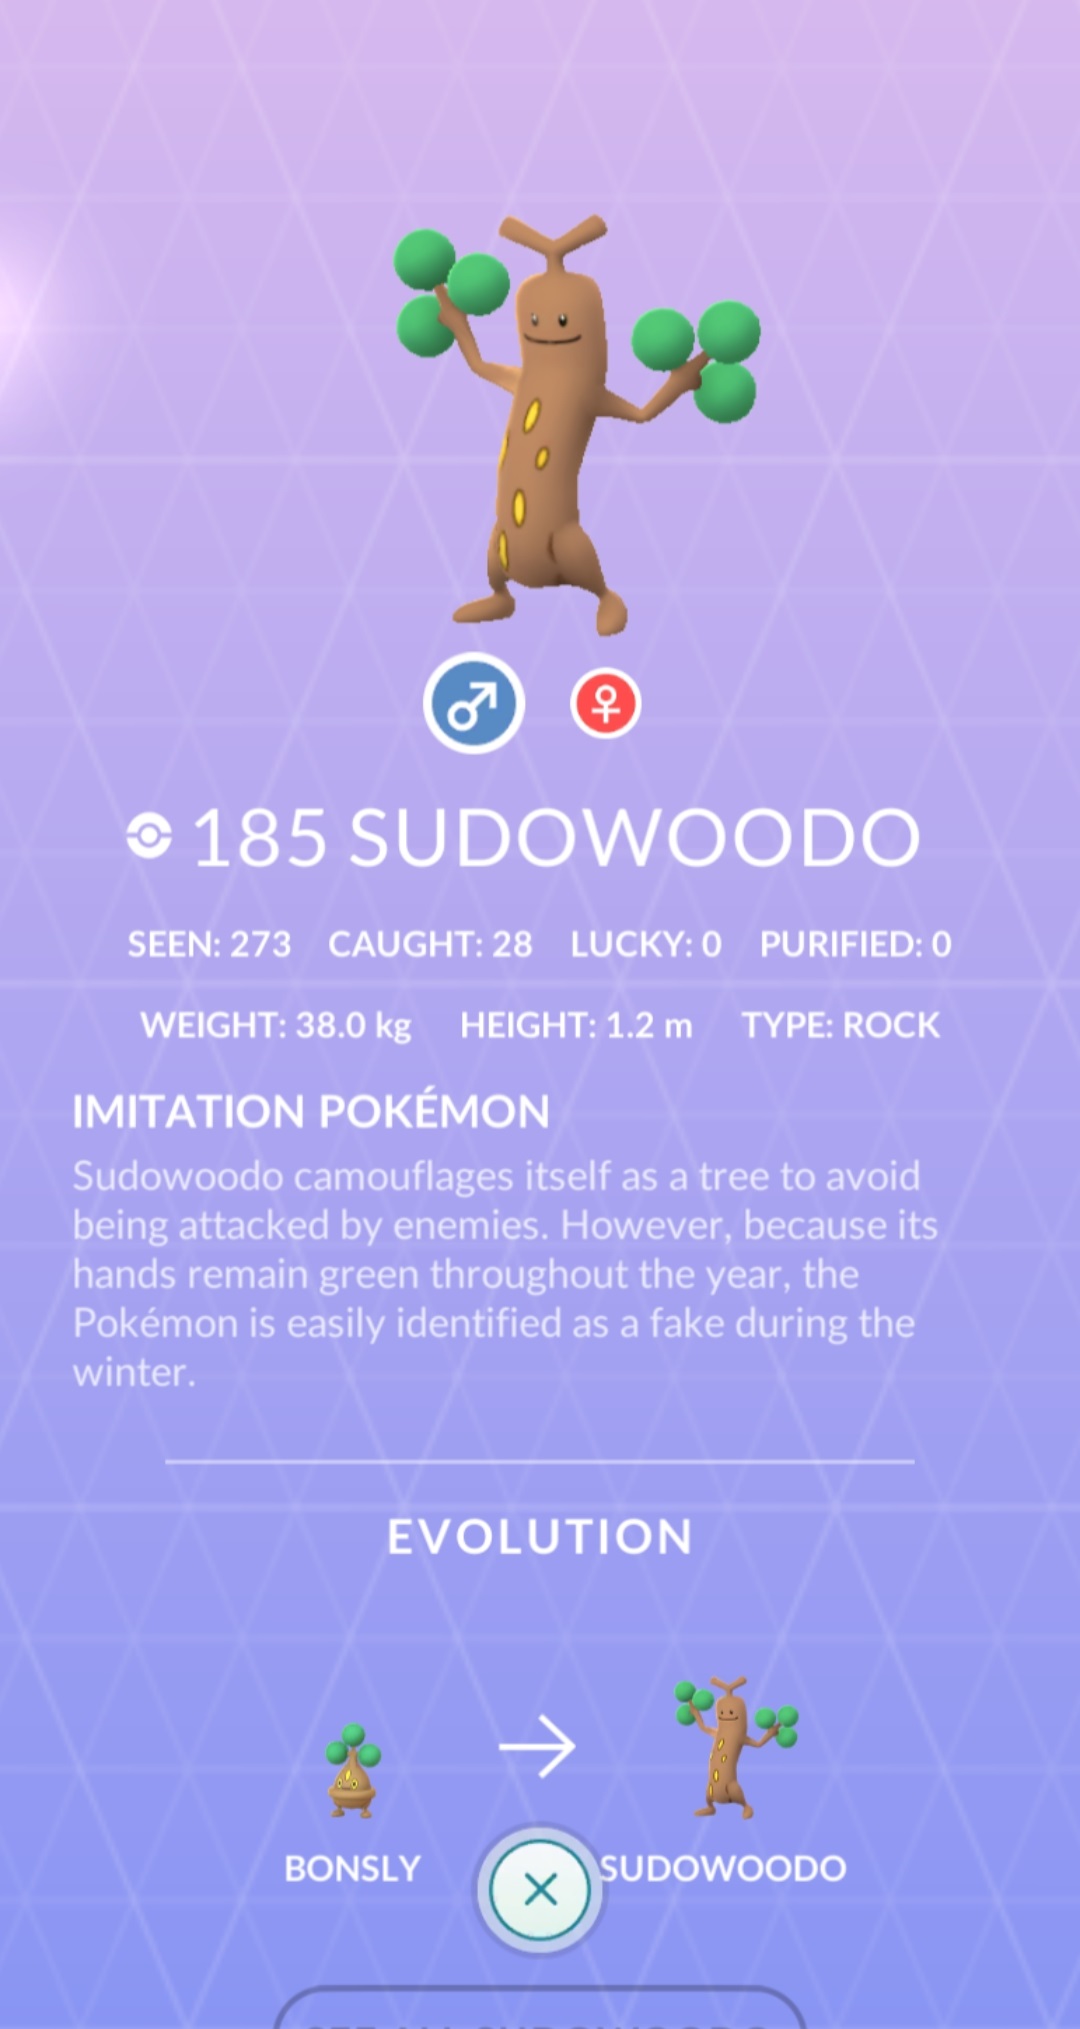 185 SUDOWOODO
SEEN: 273 CAUGHT: 28 LUCKY: 0 PURIFIED: 0
WEIGHT: 38.0 kg HEIGHT: 1.2 m TYPE: ROCK
IMITATION POKÉMON
Sudowoodo camouflages itself as a tree to avoid
being attacked by enemies. However, because its
hands remain green throughout the year, the
Pokémon is easily identified as a fake during the
winter.
EVOLUTION
BONSLY SUDOWOODO